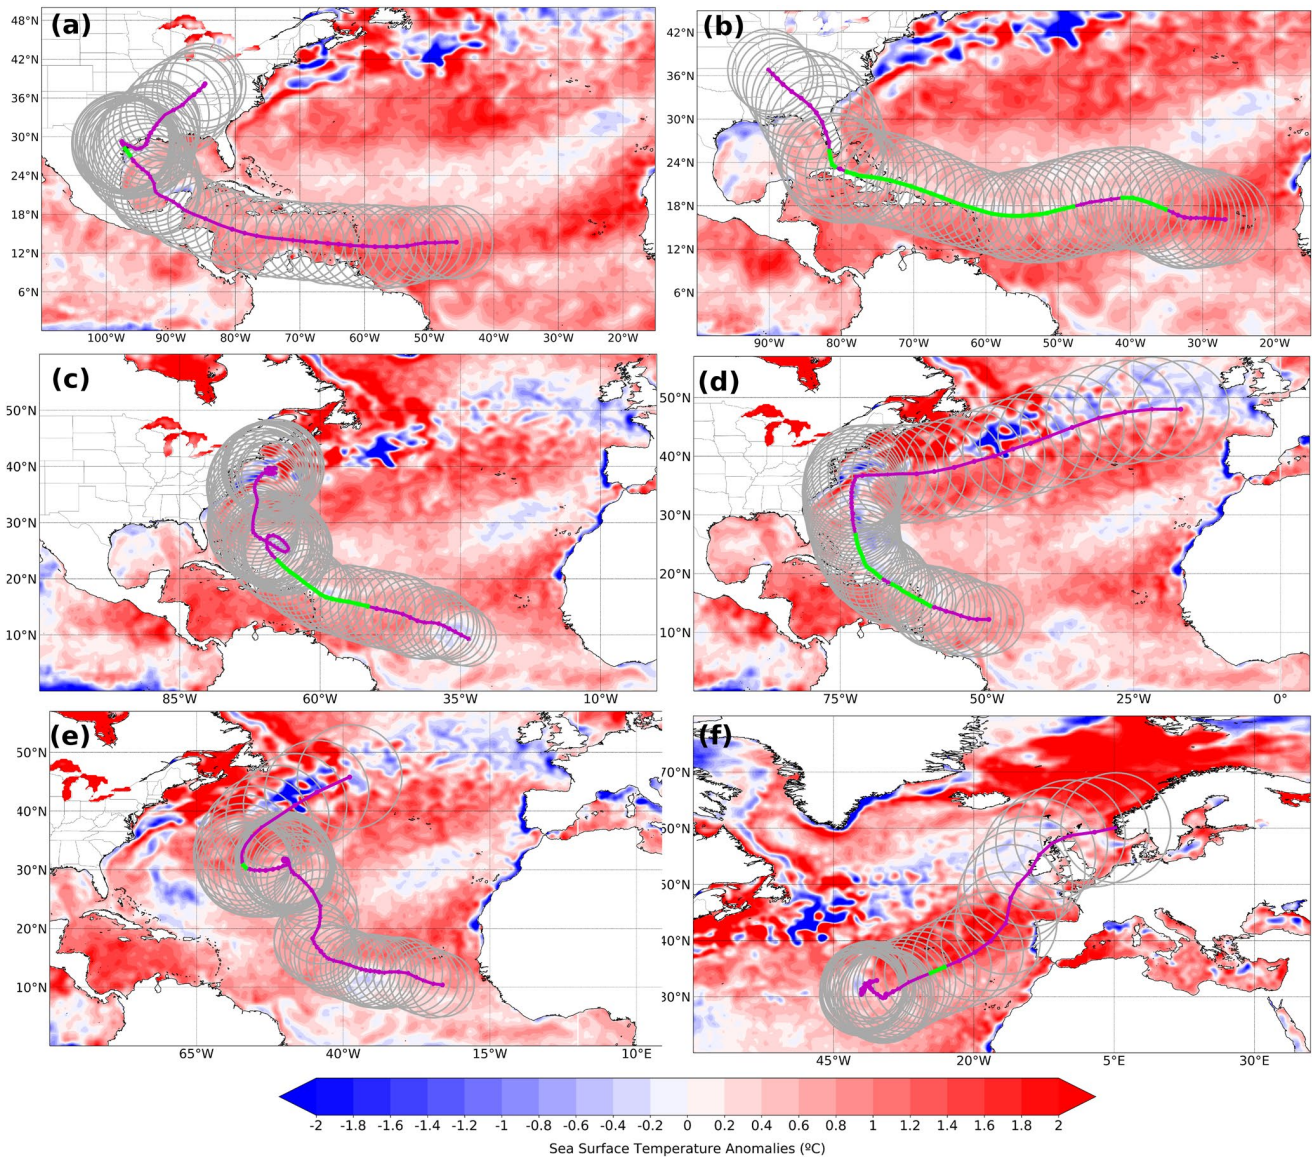 (a)
48°N
42°N
36°N
30°N
24°N
18°N
12°N
6°N
100°W 90°W 80°W 70°W 60°W 50°W 40°W 30°W 20°W
(b)
42°N
36°N
30°N
24°N
18°N
12°N
6°N
90°W 80°W 70°W 60°W 50°W 40°W 30°W 20°W
(c)
50°N
40°N
30°N
20°N
10°N
85°W 60°W 35°W 10°W
(d)
50°N
40°N
30°N
20°N
10°N
75°W 50°W 25°W 0°
(e)
50°N
40°N
30°N
20°N
10°N
65°W 40°W 15°W 10°E
(f)
70°N
60°N
50°N
40°N
30°N
45°W 20°W 5°E 30°E
-2 -1.8 -1.6 -1.4 -1.2 -1 -0.8 -0.6 -0.4 -0.2 0 0.2 0.4 0.6 0.8 1 1.2 1.4 1.6 1.8 2
Sea Surface Temperature Anomalies (ºC)